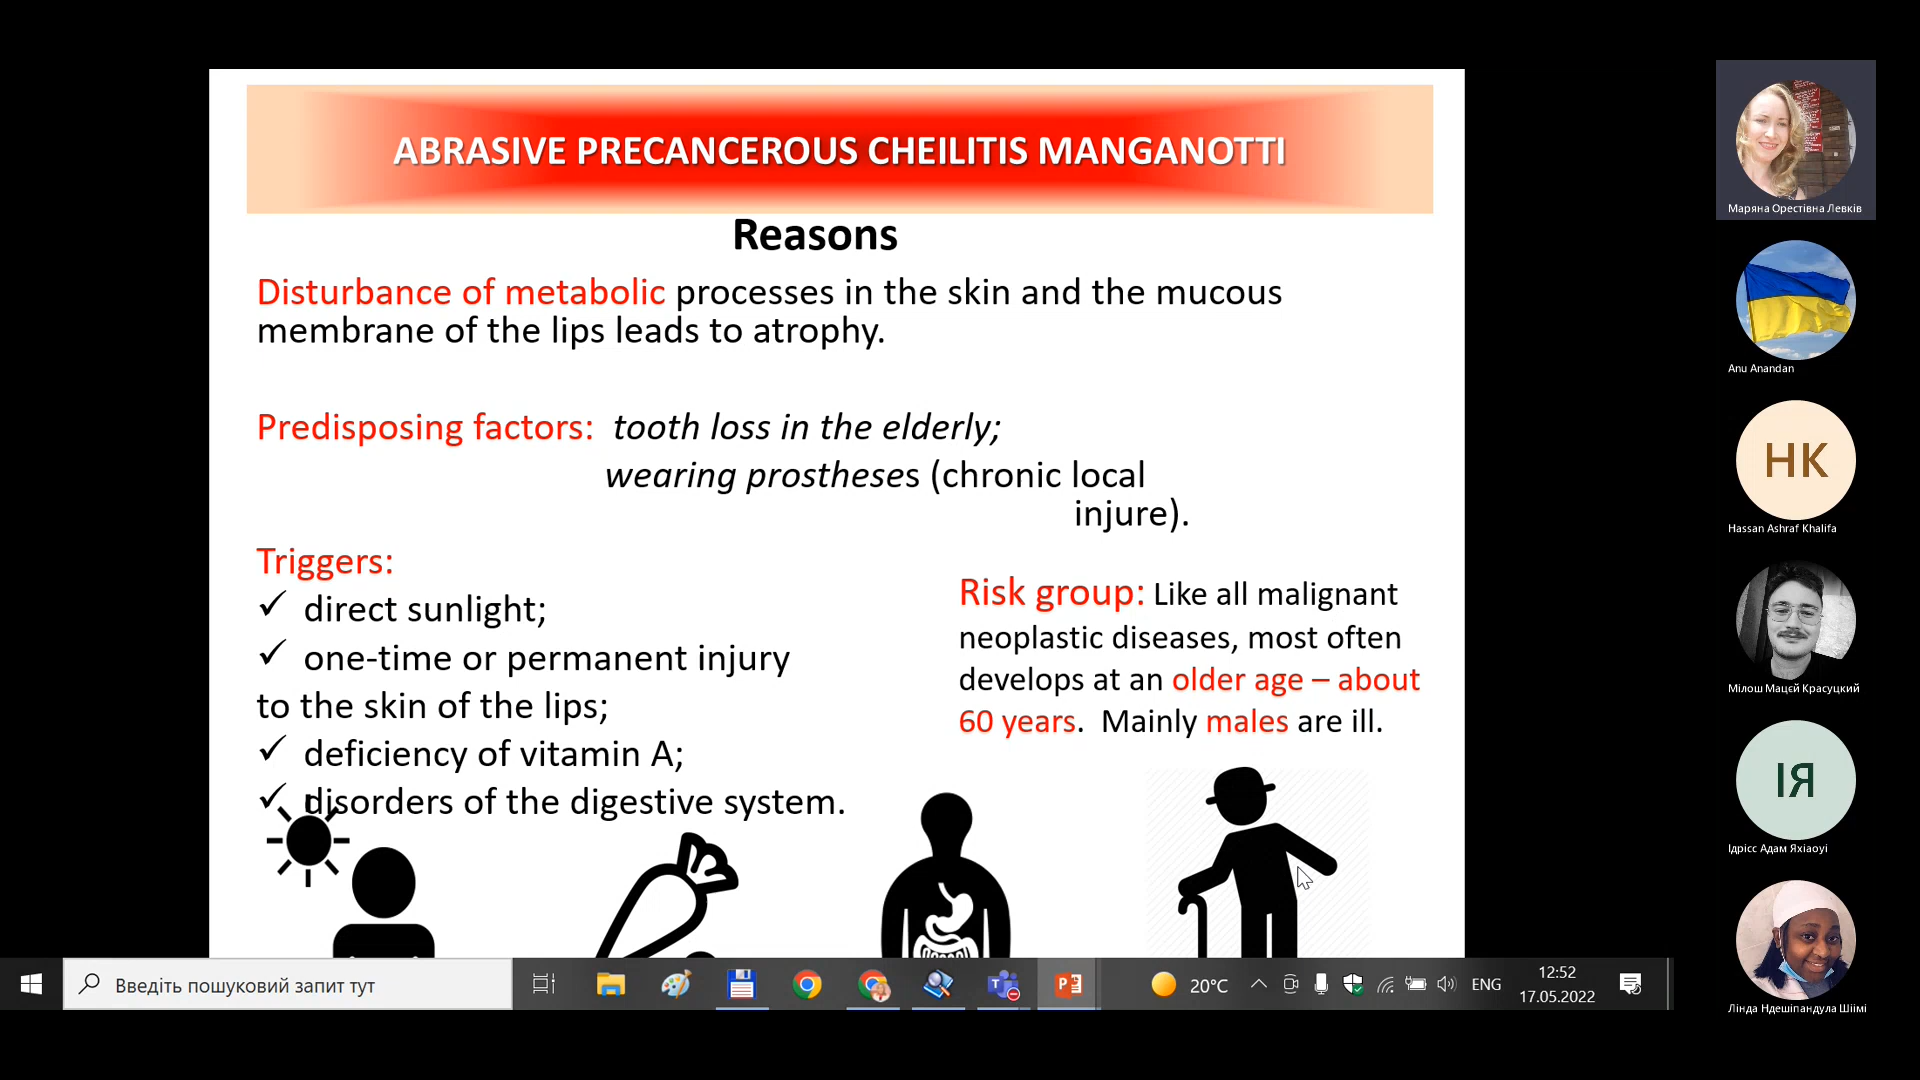 ABRASIVE PRECANCEROUS CHEILITIS MANGANOTTI
Reasons
Disturbance of metabolic processes in the skin and the mucous
membrane of the lips leads to atrophy.
Predisposing factors: tooth loss in the elderly;
wearing prostheses (chronic local
injure).
Triggers:
✓ direct sunlight;
✓ one-time or permanent injury
to the skin of the lips;
✓ deficiency of vitamin A;
✓ disorders of the digestive system.
Risk group: Like all malignant
neoplastic diseases, most often
develops at an older age – about
60 years. Mainly males are ill.
Маряна Орестівна Левків
Anu Anandan
НК
Hassan Ashraf Khalifa
Мілош Мацєй Красуцкий
ІЯ
Ідрісс Адам Яхіаоуі
Лінда Ндешіпандула Шіімі
Введіть пошуковий запит тут
20°C
ENG
12:52
17.05.2022